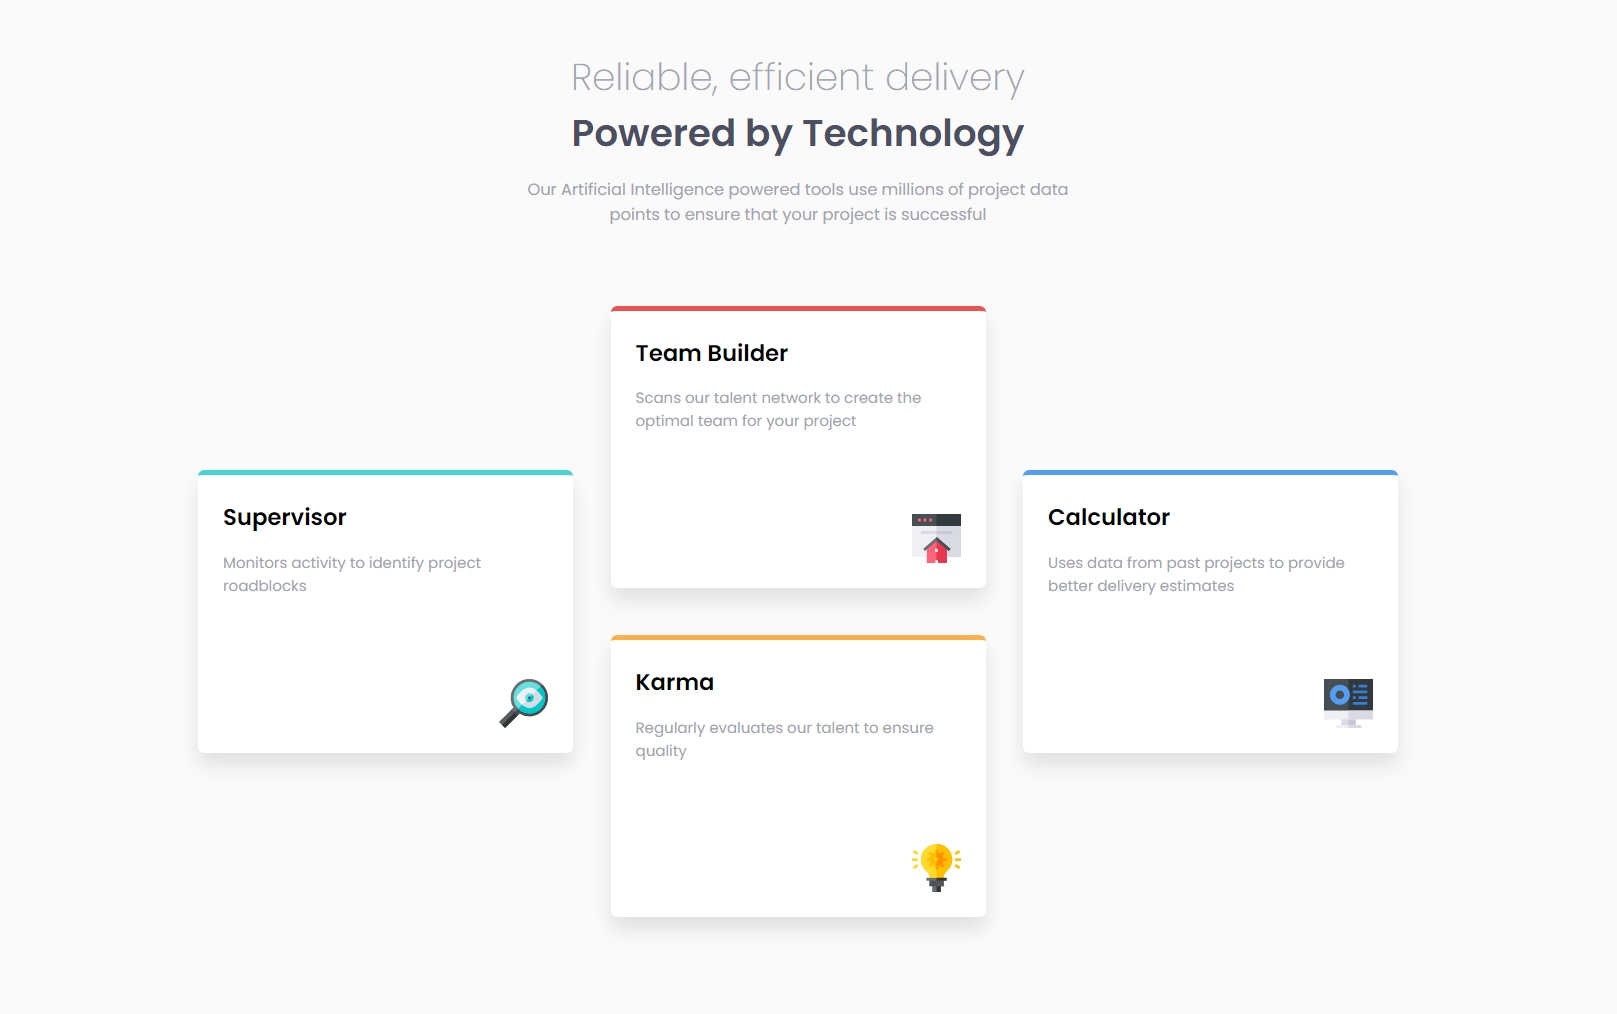 Reliable, efficient delivery
Powered by Technology
Our Artificial Intelligence powered tools use millions of project data
points to ensure that your project is successful
Team Builder
Scans our talent network to create the
optimal team for your project
Supervisor
Monitors activity to identify project
roadblocks
Calculator
Uses data from past projects to provide
better delivery estimates
Karma
Regularly evaluates our talent to ensure
quality